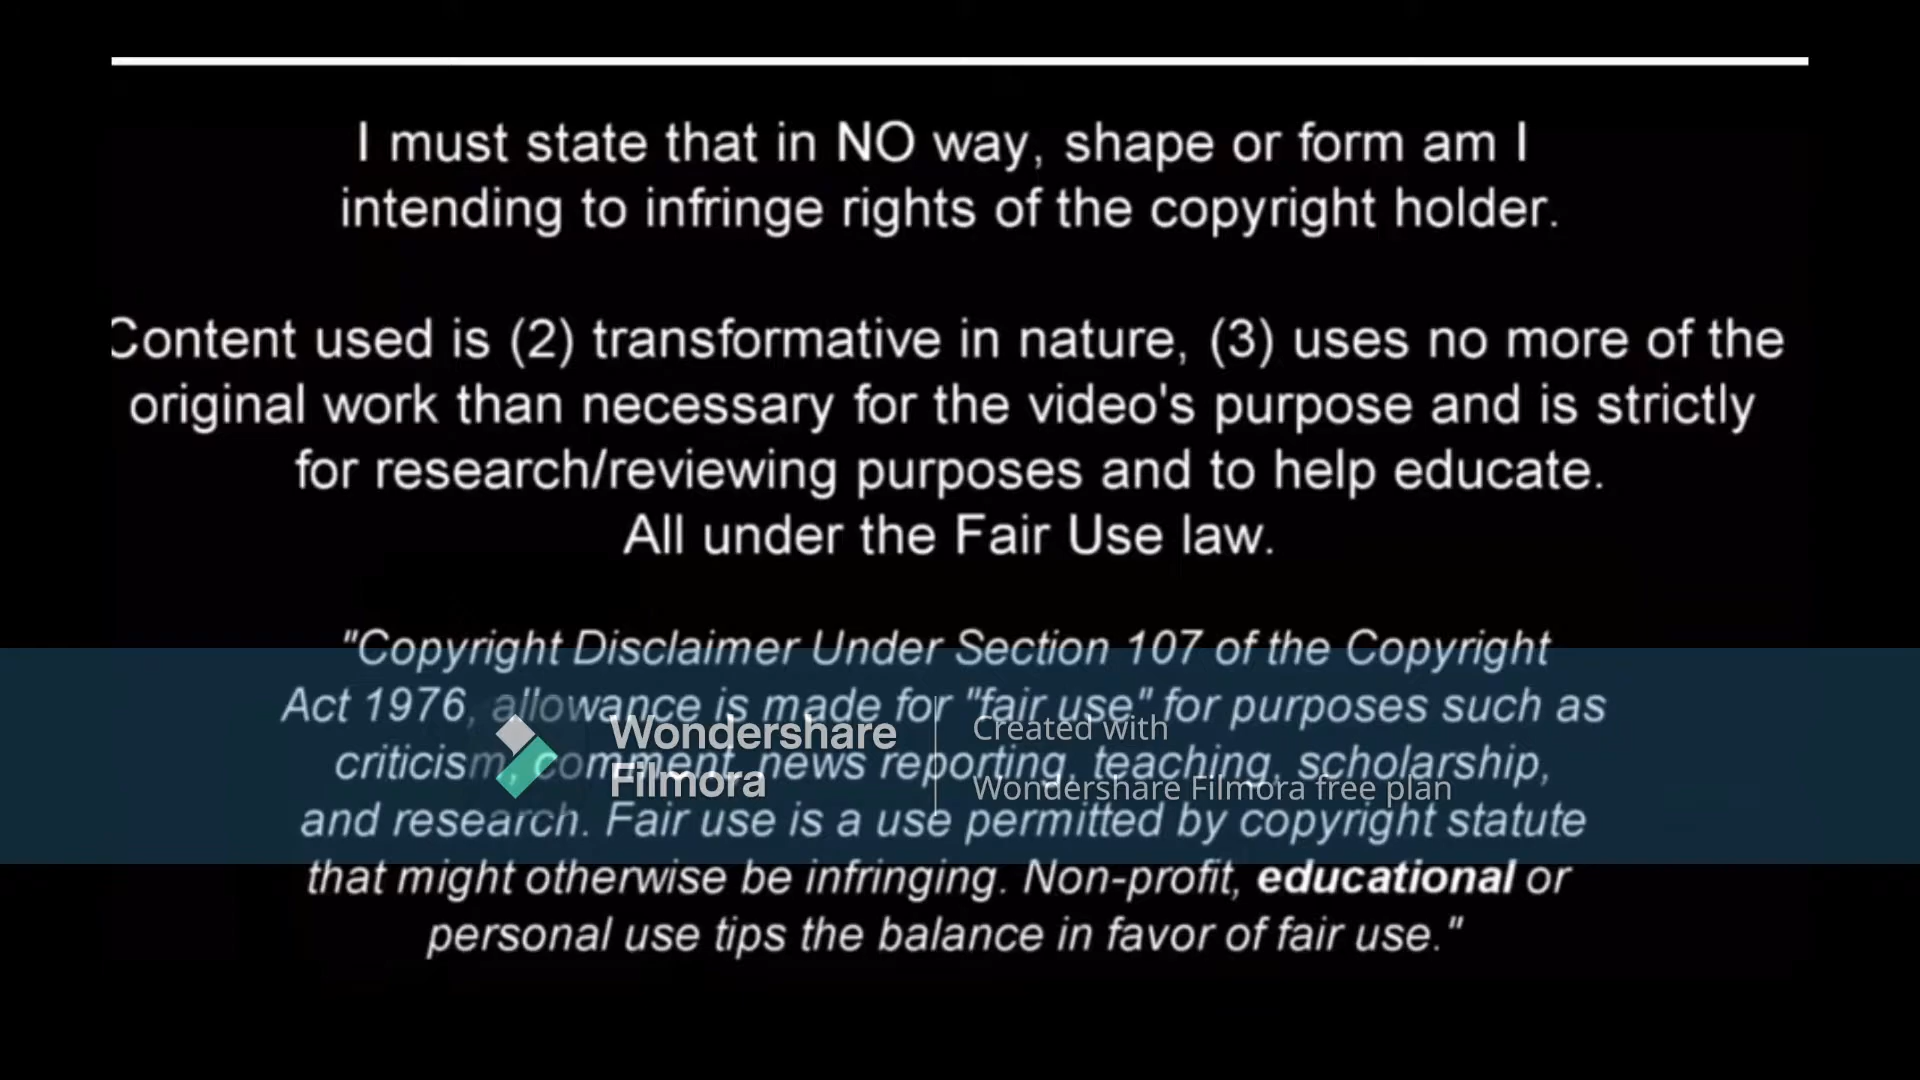 I must state that in NO way, shape or form am I
intending to infringe rights of the copyright holder.
Content used is (2) transformative in nature, (3) uses no more of the
original work than necessary for the video's purpose and is strictly
for research/reviewing purposes and to help educate.
All under the Fair Use law.
"Copyright Disclaimer Under Section 107 of the Copyright
Act 1976, allowance is made for "fair use" for purposes such as
criticism, comment, news reporting, teaching, scholarship,
and research. Fair use is a use permitted by copyright statute
that might otherwise be infringing. Non-profit, educational or
personal use tips the balance in favor of fair use."
Wondershare
Filmora
Created with
Wondershare Filmora free plan